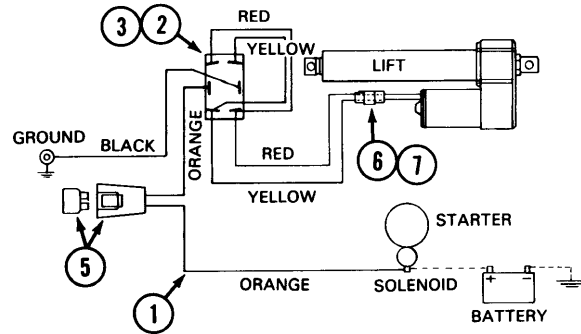 RED
3 2
YELLOW
LIFT
GROUND
BLACK
ORANGE
RED
6 7
YELLOW
5
STARTER
1
ORANGE
SOLENOID
+ -
BATTERY